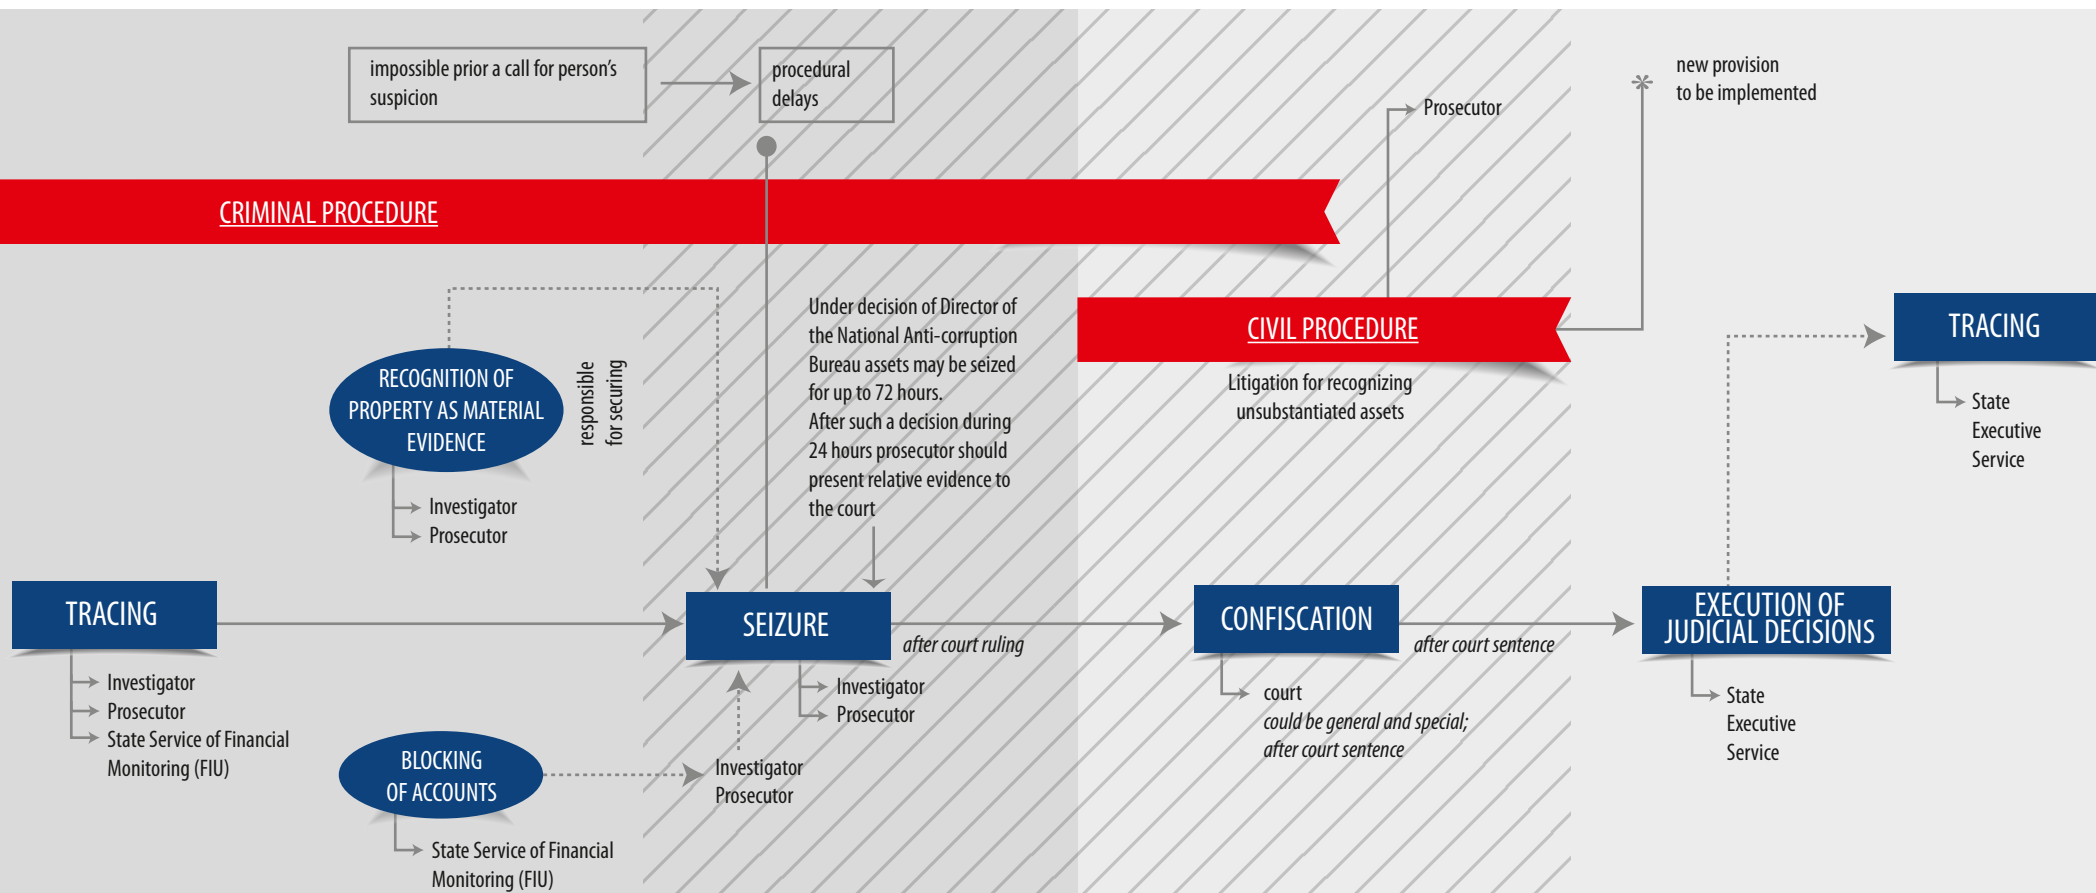 impossible prior a call for person's
suspicion
procedural
delays
new provision
to be implemented
Prosecutor
CRIMINAL PROCEDURE
CIVIL PROCEDURE
Litigation for recognizing
unsubstantiated assets
Under decision of Director of
the National Anti-corruption
Bureau assets may be seized
for up to 72 hours.
After such a decision during
24 hours prosecutor should
present relative evidence to
the court
RECOGNITION OF
PROPERTY AS MATERIAL
EVIDENCE
responsible
for securing
Investigator
Prosecutor
TRACING
State
Executive
Service
TRACING
Investigator
Prosecutor
State Service of Financial
Monitoring (FIU)
SEIZURE
after court ruling
Investigator
Prosecutor
CONFISCATION
after court sentence
court
could be general and special;
after court sentence
EXECUTION OF
JUDICIAL DECISIONS
State
Executive
Service
BLOCKING
OF ACCOUNTS
Investigator
Prosecutor
State Service of Financial
Monitoring (FIU)